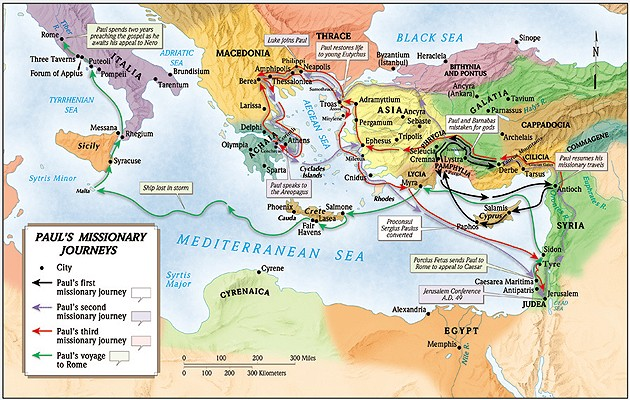 Paul spends two
years preaching
the gospel as he
awaits his appeal to Nero
Tiber R.
Rome
Three Taverns
Forum of Appius
Puteoli
Pompeii
ITALIA
Brundisium
Tarentum
ADRIATIC
SEA
TYRRHENIAN
SEA
Messana
Rhegium
Sicily
Syracuse
Syrtis Minor
Malta
Ship lost in storm
MACEDONIA
Luke joins Paul
Philippi
Amphipolis
Neapolis
Berea
Thessalonica
Larissa
Delphi
Olympia
ACHAIA
Athens
Sparta
Cyclades
Islands
Paul speaks to
the Areopagus
AEGEAN SEA
THRACE
Paul restores life
to young Eutychus
Samothrace
Troas
Mitylene
Adramyttium
ASIA
Pergamum
Ephesus
Tripolis
Miletus
Cnidus
Rhodes
BLACK SEA
Byzantium
(Istanbul)
Heraclea
Sinope
BITHYNIA
AND PONTUS
Ancyra
(Ankara)
Tavium
GALATIA
Parnassus
Halys R.
Ancyra
Sebaste
Paul and Barnabas
mistaken for gods
CAPPADOCIA
Archelais
COMMAGENE
N
Seleucia
Cremna
Lystra
PAMPHYLIA
LYCIA
Myra
Derbe
CILICIA
Tarsus
Paul resumes his
missionary travels
Antioch
Euphrates R.
SYRIA
Salamis
Cyprus
Paphos
Proconsul
Sergius Paulus
converted
Phoenix
Cauda
Crete
Salmone
Lasea
Fair
Havens
MEDITERRANEAN SEA
Sidon
Tyre
Porcius Fetus sends Paul to
Rome to appeal to Caesar
Caesarea Maritima
Antipatris
Jerusalem Conference
A.D. 49
Jerusalem
JUDEA
DEAD
SEA
Syrtis
Major
Cyrene
CYRENAICA
Alexandria
EGYPT
Memphis
Nile R.
PAUL'S MISSIONARY
JOURNEYS
City
Paul's first
missionary journey
Paul's second
missionary journey
Paul's third
missionary journey
Paul's voyage
to Rome
0 100 200 300 Miles
0 100 200 300 Kilometers